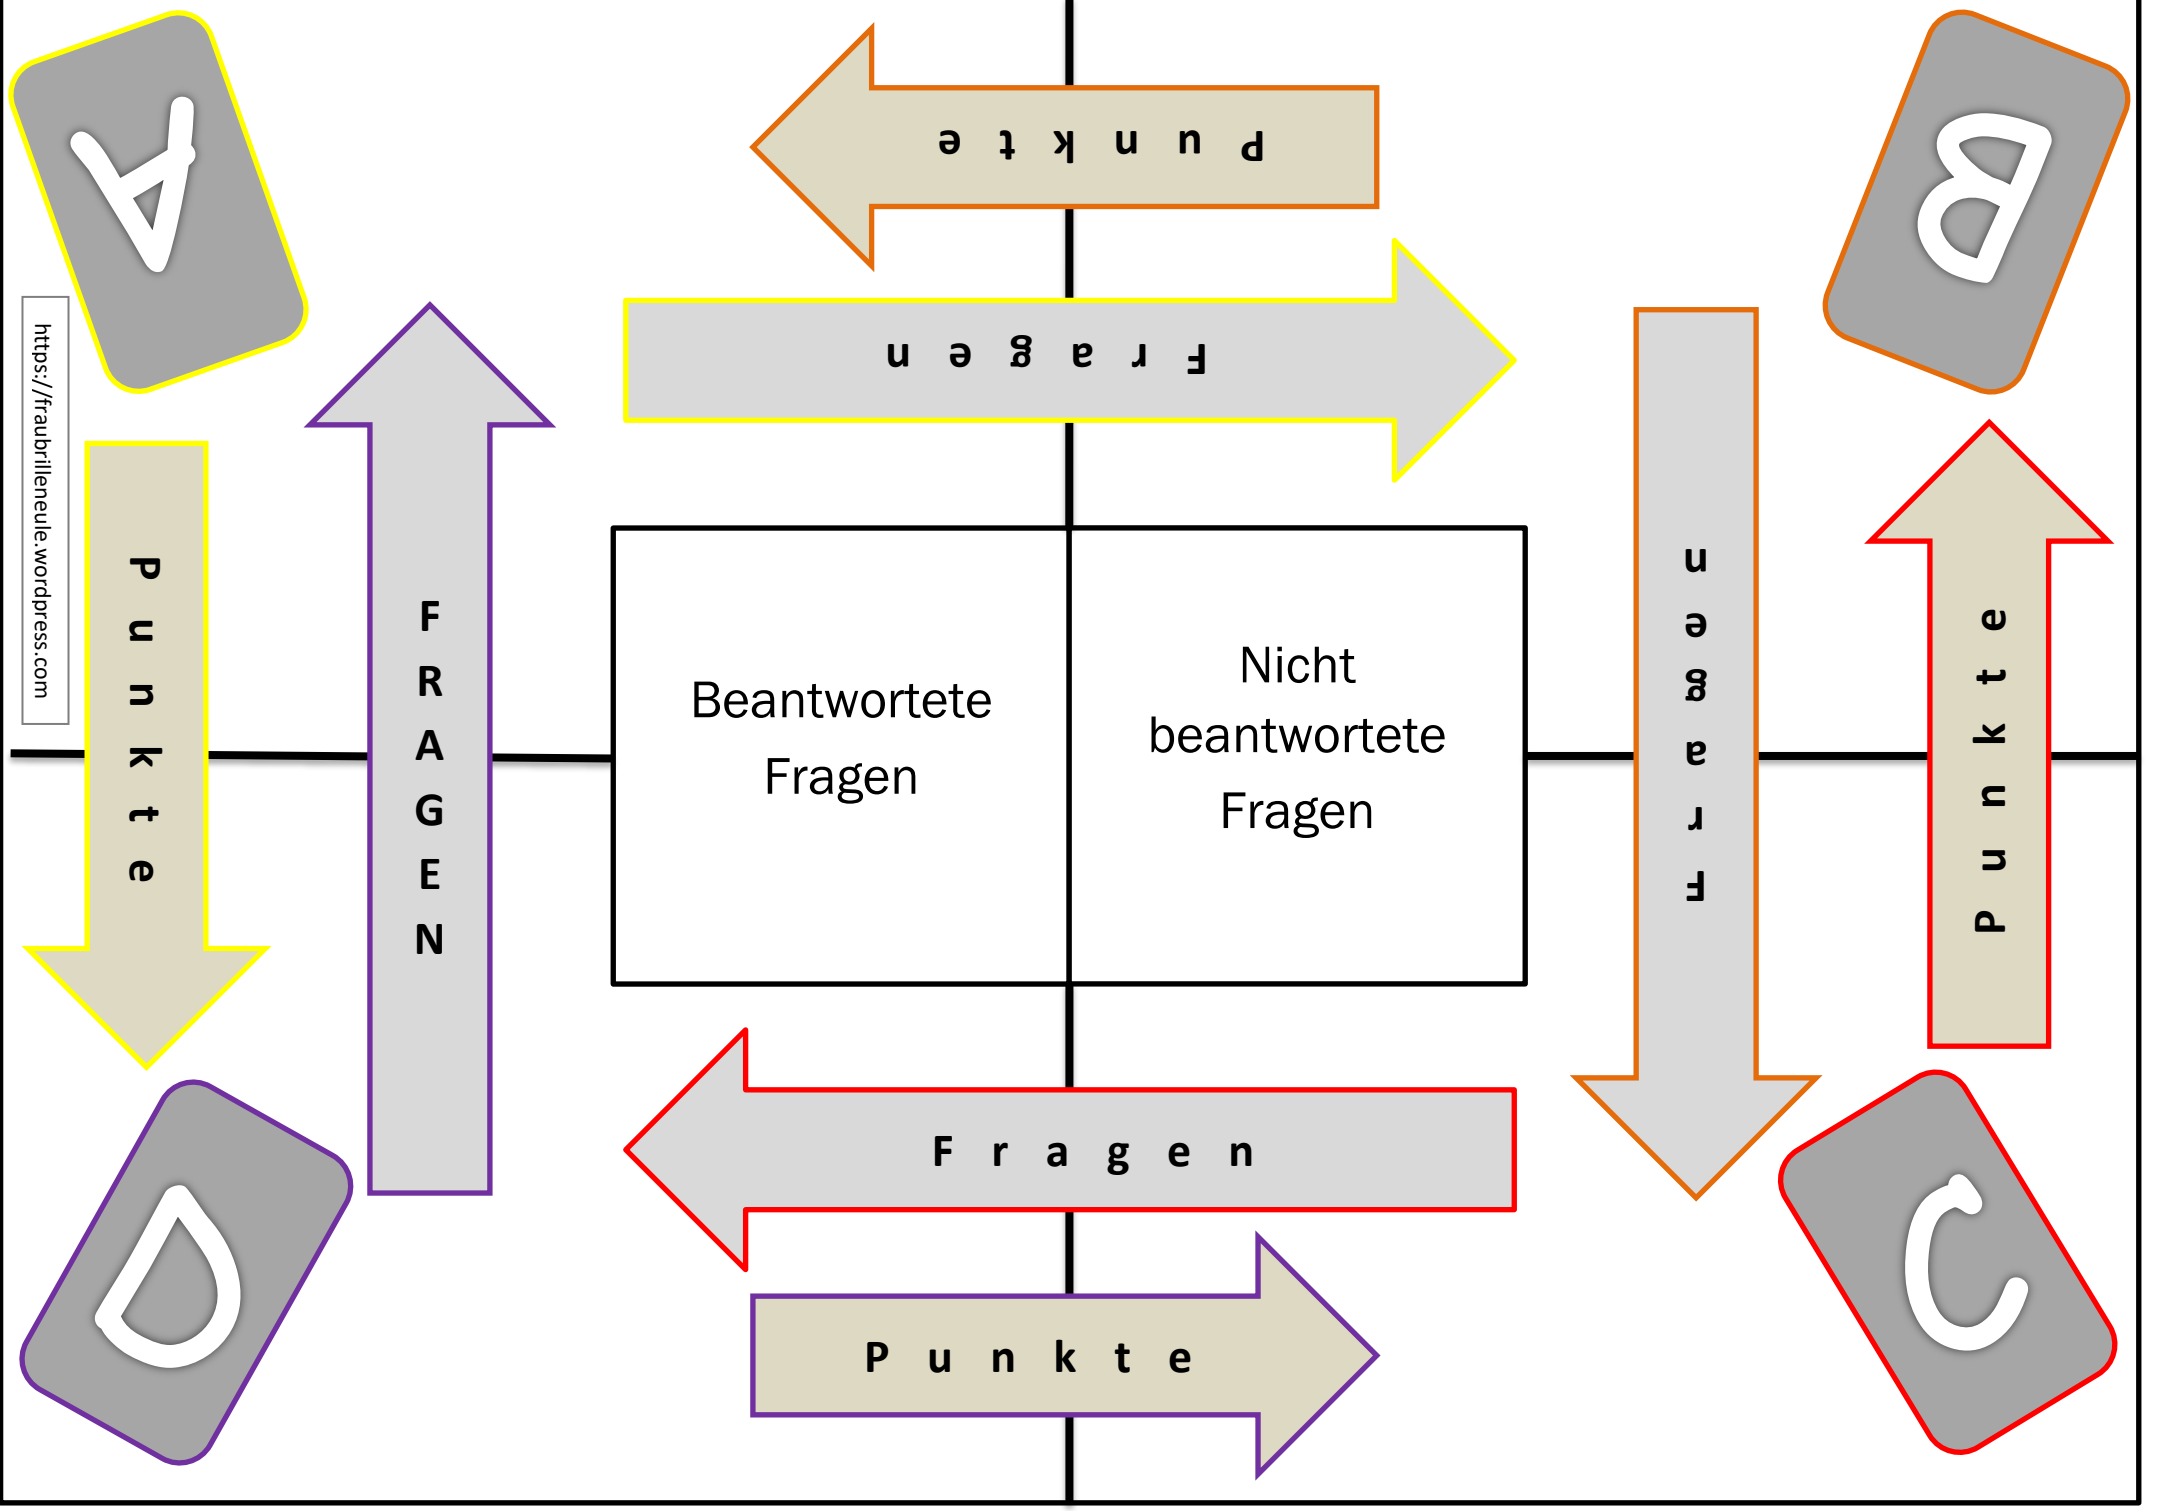 A
B
Punkte
Fragen
https://fraubrilleneule.wordpress.com
Punkte
FRAGEN
Beantwortete
Fragen
Nicht
beantwortete
Fragen
Fragen
Punkte
Fragen
Punkte
D
C